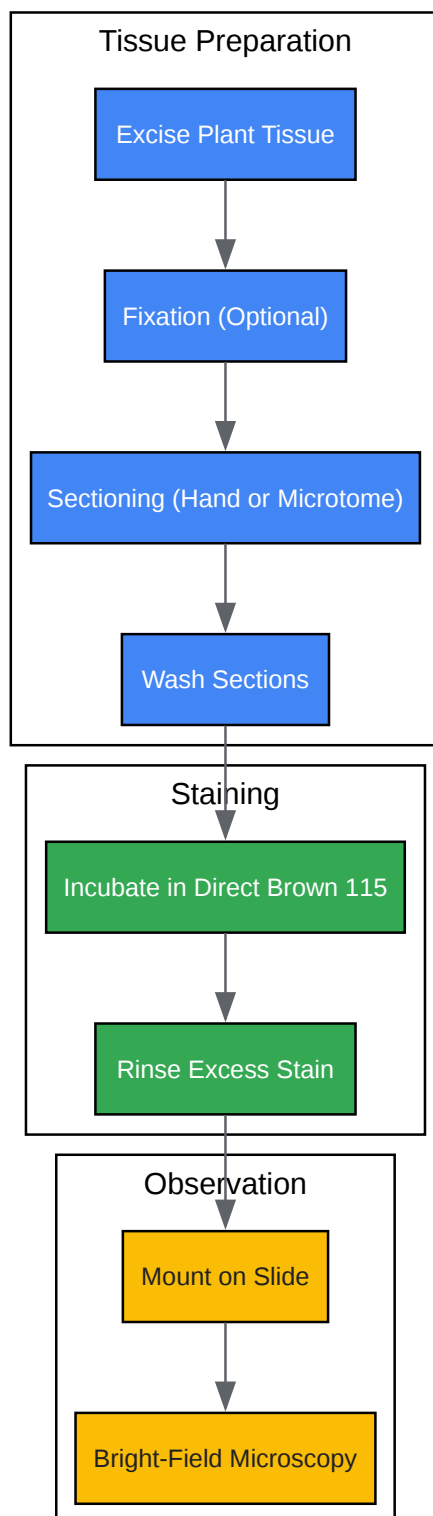 Tissue Preparation
Excise Plant Tissue
Fixation (Optional)
Sectioning (Hand or Microtome)
Wash Sections
Staining
Incubate in Direct Brown 115
Rinse Excess Stain
Observation
Mount on Slide
Bright-Field Microscopy